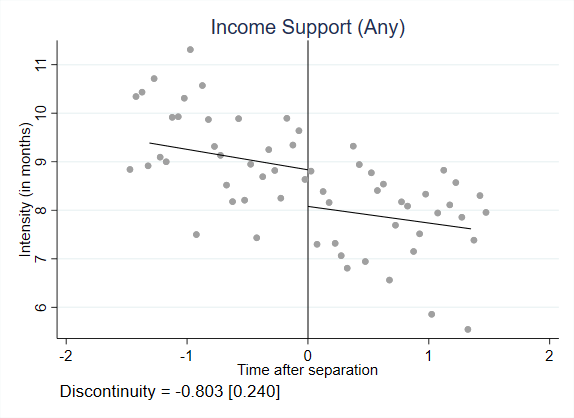 Income Support (Any)
Intensity (in months)
11
10
9
8
7
6
-2 -1 0 1 2
Time after separation
Discontinuity = -0.803 [0.240]